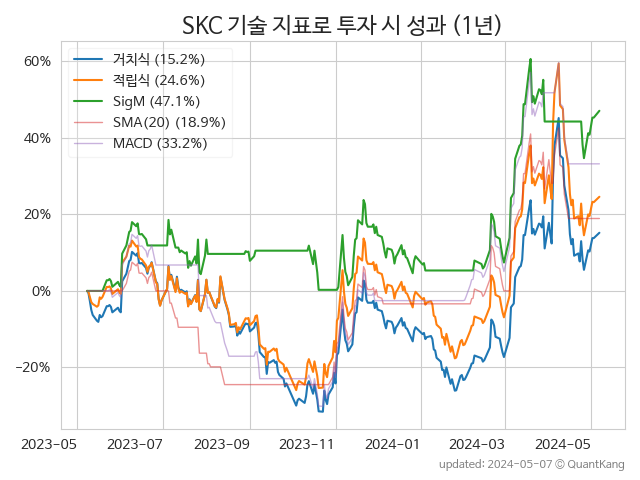 SKC 기술 지표로 투자 시 성과 (1년)
거치식 (15.2%)
적립식 (24.6%)
SigM (47.1%)
SMA(20) (18.9%)
MACD (33.2%)
60%
40%
20%
0%
−20%
2023-05 2023-07 2023-09 2023-11 2024-01 2024-03 2024-05
updated: 2024-05-07 © QuantKang